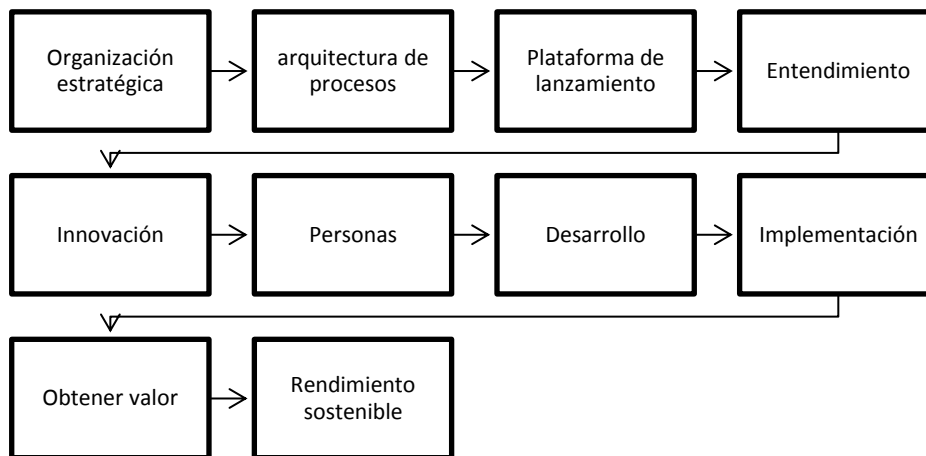 Organización
estratégica
arquitectura de
procesos
Plataforma de
lanzamiento
Entendimiento
Innovación
Personas
Desarrollo
Implementación
Obtener valor
Rendimiento
sostenible